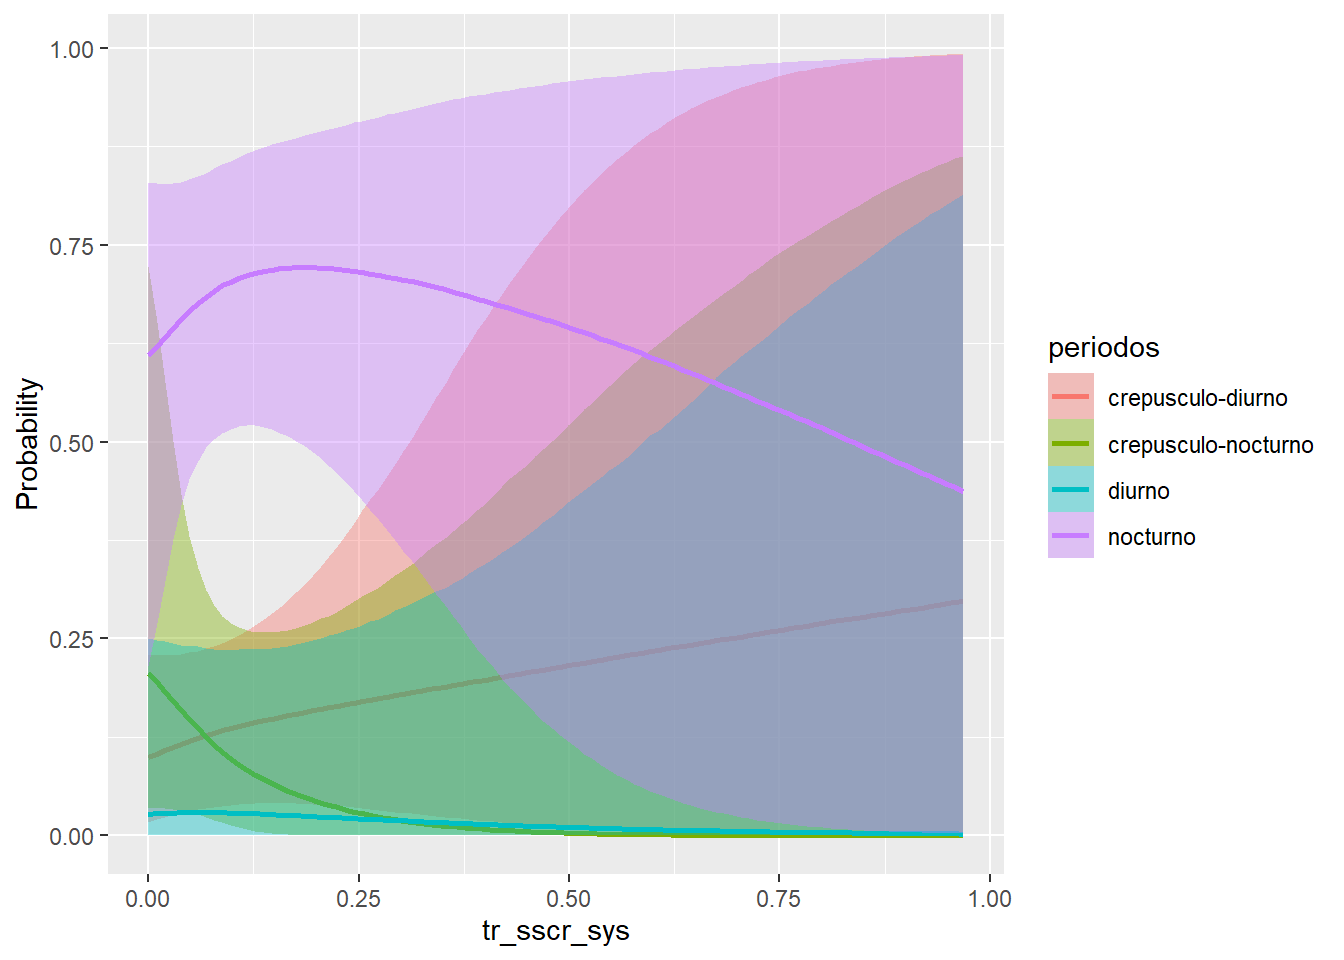 1.00
0.75
0.50
0.25
0.00
Probability
0.00 0.25 0.50 0.75 1.00
tr_sscr_sys
periodos
crepusculo-diurno
crepusculo-nocturno
diurno
nocturno